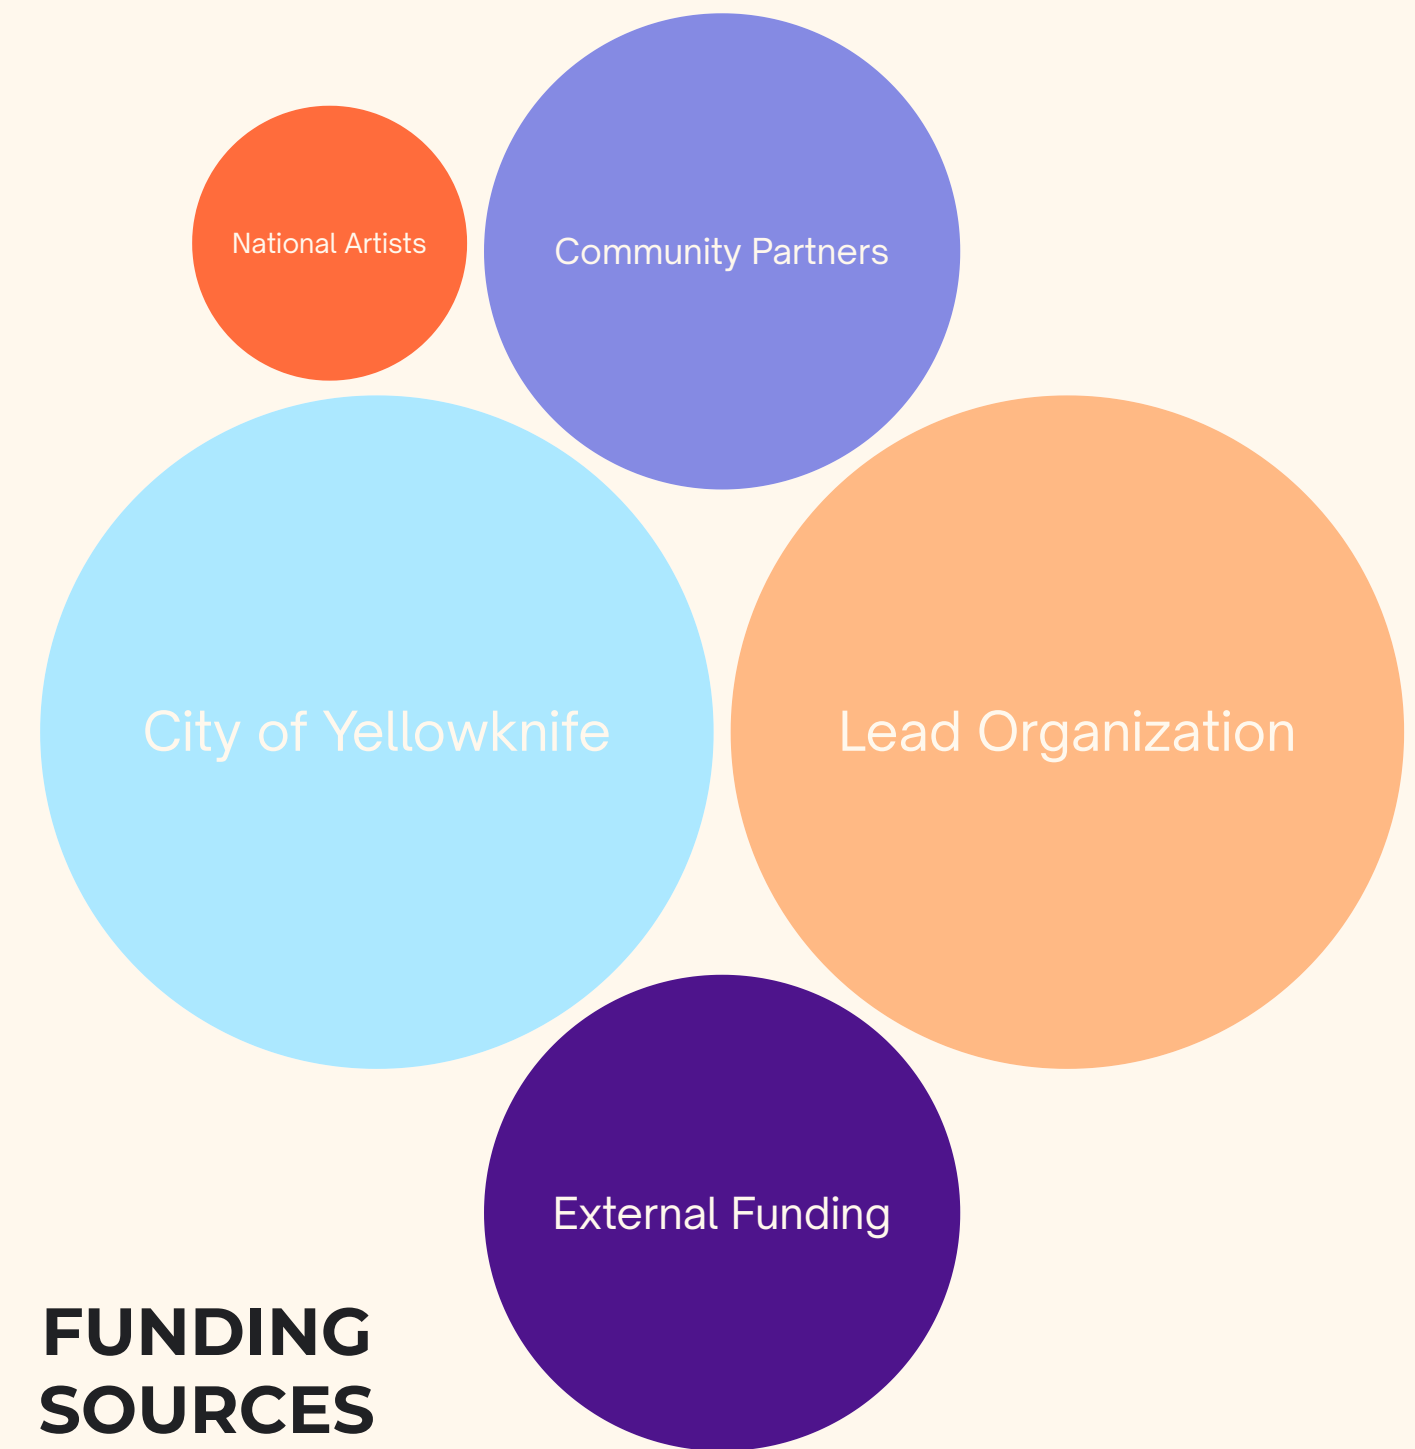 National Artists
Community Partners
City of Yellowknife
Lead Organization
External Funding
FUNDING
SOURCES